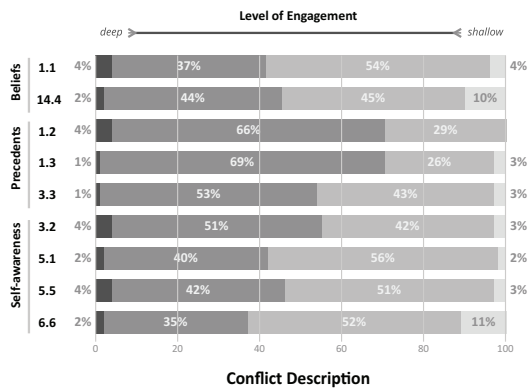 Level of Engagement
deep shallow
Beliefs
1.1 4% 37% 54% 4%
14.4 2% 44% 45% 10%
Precedents
1.2 4% 66% 29%
1.3 1% 69% 26% 3%
3.3 1% 53% 43% 3%
Self-awareness
3.2 4% 51% 42% 3%
5.1 2% 40% 56% 2%
5.5 4% 42% 51% 3%
6.6 2% 35% 52% 11%
0 20 40 60 80 100
Conflict Description